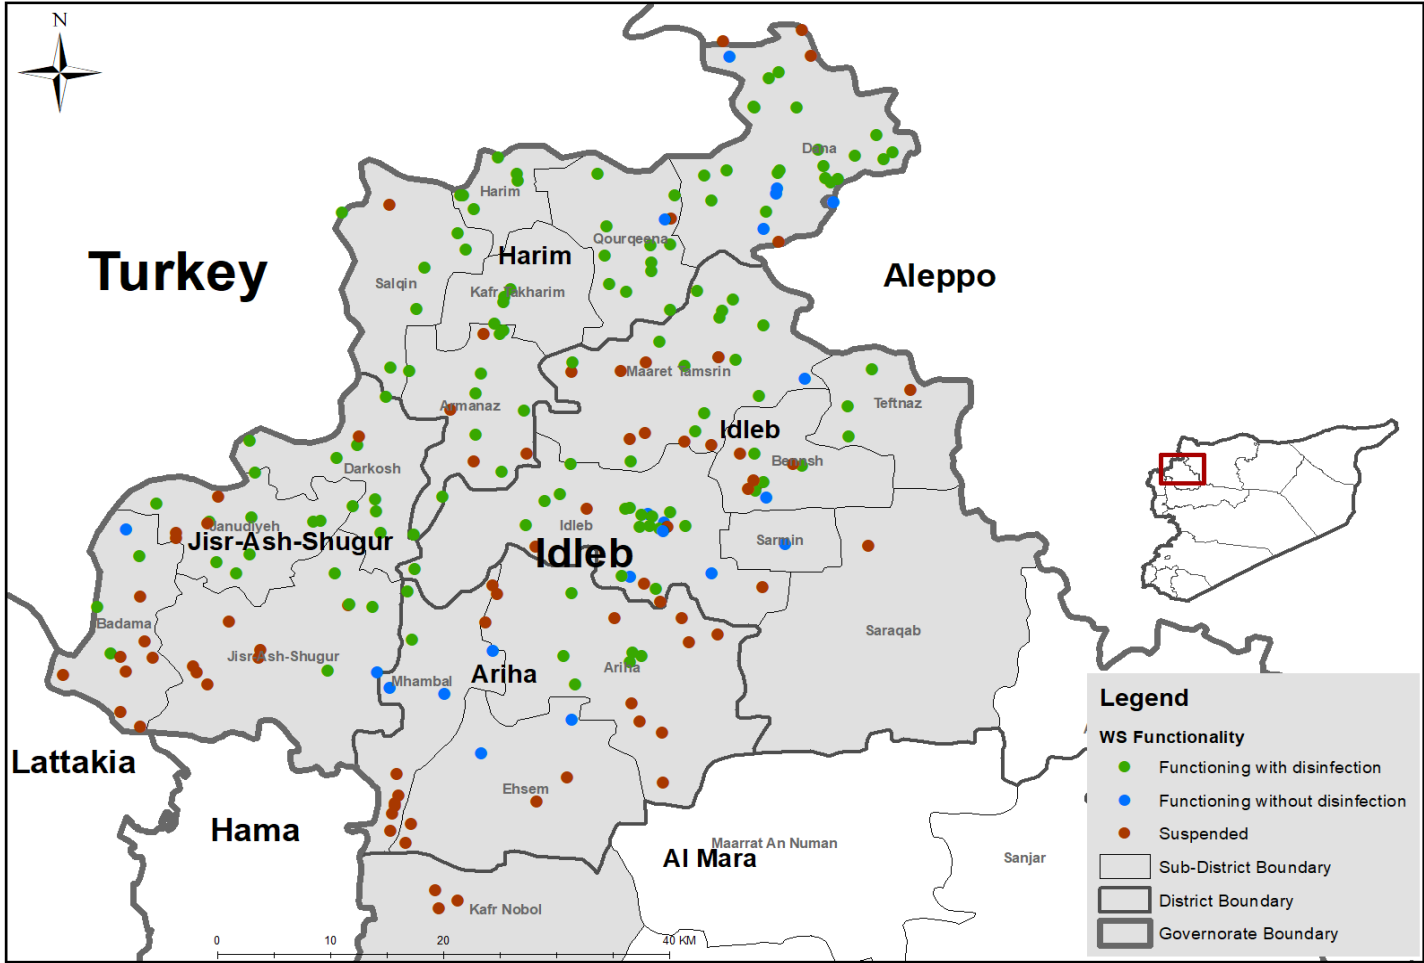 N
Dana
Harim
Qourqeena
Harim
Turkey
Aleppo
Salqin
Kafr Takharim
Maaret Tamsrin
Armanaz
Teftnaz
Idleb
Bennsh
Darkosh
Janudiyeh
Idleb
Jisr-Ash-Shugur
Idleb
Sarmin
Badama
Saraqab
Jisr-Ash-Shugur
Ariha
Ariha
Mhambal
Lattakia
Ehsem
Hama
Maarrat An Numan
Al Mara
Sanjar
Kafr Nobol
0 10 20 40 KM
Legend
WS Functionality
Functioning with disinfection
Functioning without disinfection
Suspended
Sub-District Boundary
District Boundary
Governorate Boundary